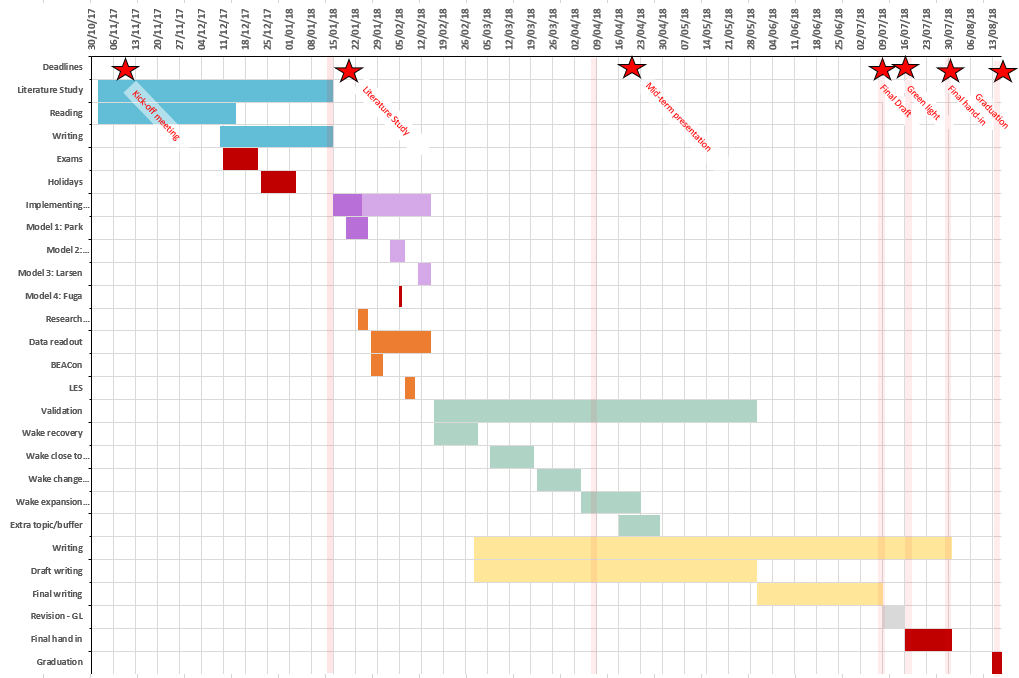 30/10/17
06/11/17
13/11/17
20/11/17
27/11/17
04/12/17
11/12/17
18/12/17
25/12/17
01/01/18
08/01/18
15/01/18
22/01/18
29/01/18
05/02/18
12/02/18
19/02/18
26/02/18
05/03/18
12/03/18
19/03/18
26/03/18
02/04/18
09/04/18
16/04/18
23/04/18
30/04/18
07/05/18
14/05/18
21/05/18
28/05/18
04/06/18
11/06/18
18/06/18
25/06/18
02/07/18
09/07/18
16/07/18
23/07/18
30/07/18
06/08/18
13/08/18
Deadlines
Kick-off meeting
Literature Study
Mid-term presentation
Final Draft
Green light
Final hand-in
Graduation
Literature Study
Reading
Writing
Exams
Holidays
Implementing...
Model 1: Park
Model 2:...
Model 3: Larsen
Model 4: Fuga
Research...
Data readout
BEACon
LES
Validation
Wake recovery
Wake close to...
Wake change...
Wake expansion...
Extra topic/buffer
Writing
Draft writing
Final writing
Revision - GL
Final hand in
Graduation